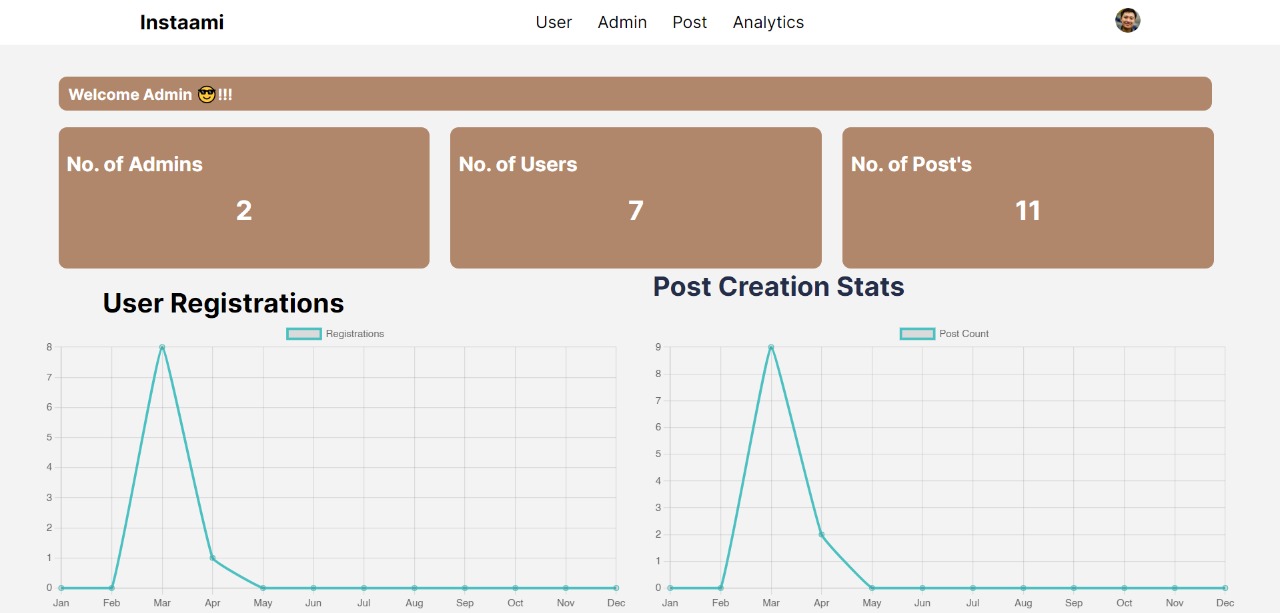 Instaami
User Admin Post Analytics
Welcome Admin 😎!!!
No. of Admins
2
No. of Users
7
No. of Post's
11
User Registrations
Registrations
8
7
6
5
4
3
2
1
0
Jan Feb Mar Apr May Jun Jul Aug Sep Oct Nov Dec
Post Creation Stats
Post Count
9
8
7
6
5
4
3
2
1
0
Jan Feb Mar Apr May Jun Jul Aug Sep Oct Nov Dec